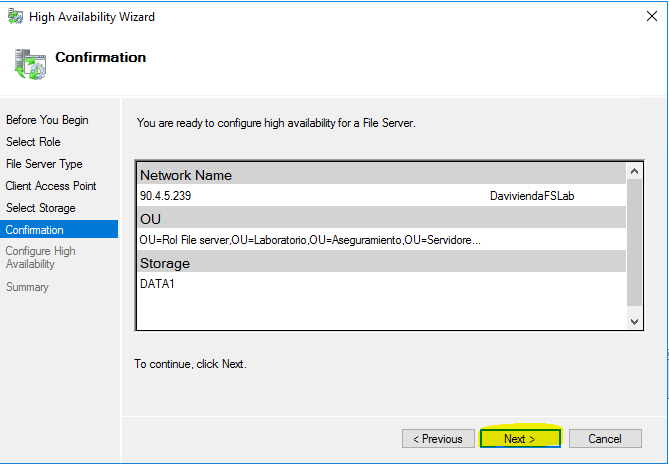 High Availability Wizard
Confirmation
Before You Begin
Select Role
File Server Type
Client Access Point
Select Storage
Confirmation
Configure High
Availability
Summary
You are ready to configure high availability for a File Server.
Network Name
90.4.5.239 DaviviendaFSLab
OU
OU=Rol File server,OU=Laboratorio,OU=Aseguramiento,OU=Servidore...
Storage
DATA1
To continue, click Next.
< Previous Next > Cancel